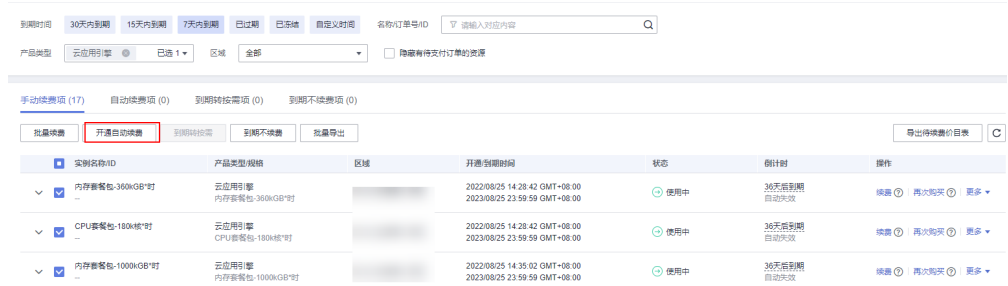 到期时间 30天内到期 15天内到期 7天内到期 已过期 已冻结 自定义时间 名称/订单号/ID 请输入对应内容
产品类型 云应用引擎 已选 1 区域 全部 隐藏有待支付订单的资源
手动续费项 (17) 自动续费项 (0) 到期转按需项 (0) 到期不续费项 (0)
批量续费 开通自动续费 到期转按需 到期不续费 批量导出 导出待续费价目表
实例名称/ID 产品类型/规格 区域 开通/到期时间 状态 倒计时 操作
内存套餐包-360kGB*时 云应用引擎 2022/08/25 14:28:42 GMT+08:00 使用中 36天后到期 续费 再次购买 更多
-- 内存套餐包-360kGB*时 2023/08/25 23:59:59 GMT+08:00 自动失效
CPU套餐包-180k核*时 云应用引擎 2022/08/25 14:28:42 GMT+08:00 使用中 36天后到期 续费 再次购买 更多
-- CPU套餐包-180k核*时 2023/08/25 23:59:59 GMT+08:00 自动失效
内存套餐包-1000kGB*时 云应用引擎 2022/08/25 14:35:02 GMT+08:00 使用中 36天后到期 续费 再次购买 更多
-- 内存套餐包-1000kGB*时 2023/08/25 23:59:59 GMT+08:00 自动失效